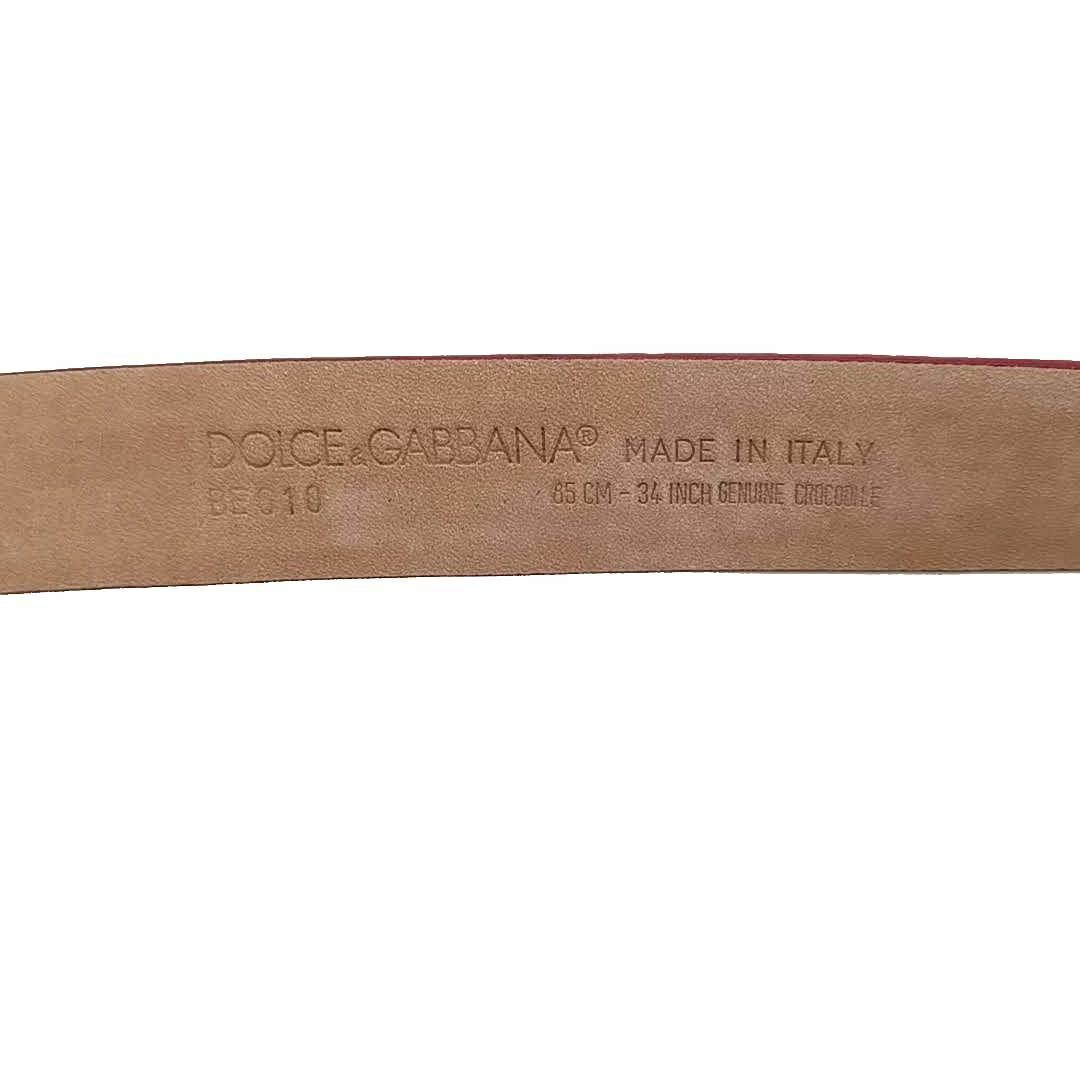 DOLCE&GABBANA® MADE IN ITALY
85 CM - 34 INCH GENUINE CROCODILE